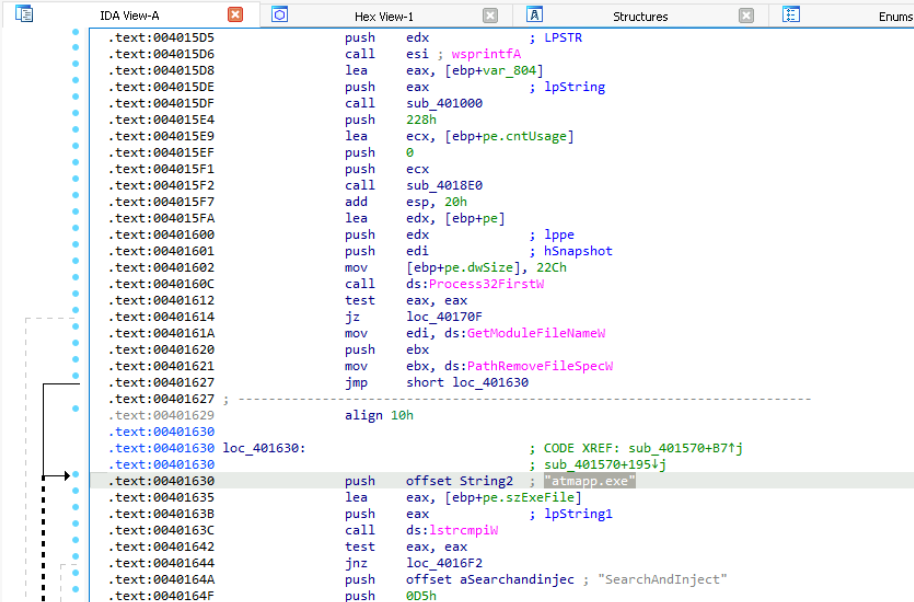 IDA View-A Hex View-1 Structures Enums
.text:004015D5 push edx ; LPSTR
.text:004015D6 call esi ; wsprintfA
.text:004015D8 lea eax, [ebp+var_804]
.text:004015DE push eax ; lpString
.text:004015DF call sub_401000
.text:004015E4 push 228h
.text:004015E9 lea ecx, [ebp+pe.cntUsage]
.text:004015EF push 0
.text:004015F1 push ecx
.text:004015F2 call sub_4018E0
.text:004015F7 add esp, 20h
.text:004015FA lea edx, [ebp+pe]
.text:00401600 push edx ; lppe
.text:00401601 push edi ; hSnapshot
.text:00401602 mov [ebp+pe.dwSize], 22Ch
.text:0040160C call ds:Process32FirstW
.text:00401612 test eax, eax
.text:00401614 jz loc_40170F
.text:0040161A mov edi, ds:GetModuleFileNameW
.text:00401620 push ebx
.text:00401621 mov ebx, ds:PathRemoveFileSpecW
.text:00401627 jmp short loc_401630
.text:00401627 ; ---------------------------------------------------------------------------
.text:00401629 align 10h
.text:00401630
.text:00401630 loc_401630: ; CODE XREF: sub_401570+B7↑j
.text:00401630 ; sub_401570+195↓j
.text:00401630 push offset String2 ; "atmapp.exe"
.text:00401635 lea eax, [ebp+pe.szExeFile]
.text:0040163B push eax ; lpString1
.text:0040163C call ds:lstrcmpiW
.text:00401642 test eax, eax
.text:00401644 jnz loc_4016F2
.text:0040164A push offset aSearchandinjec ; "SearchAndInject"
.text:0040164F push 0D5h